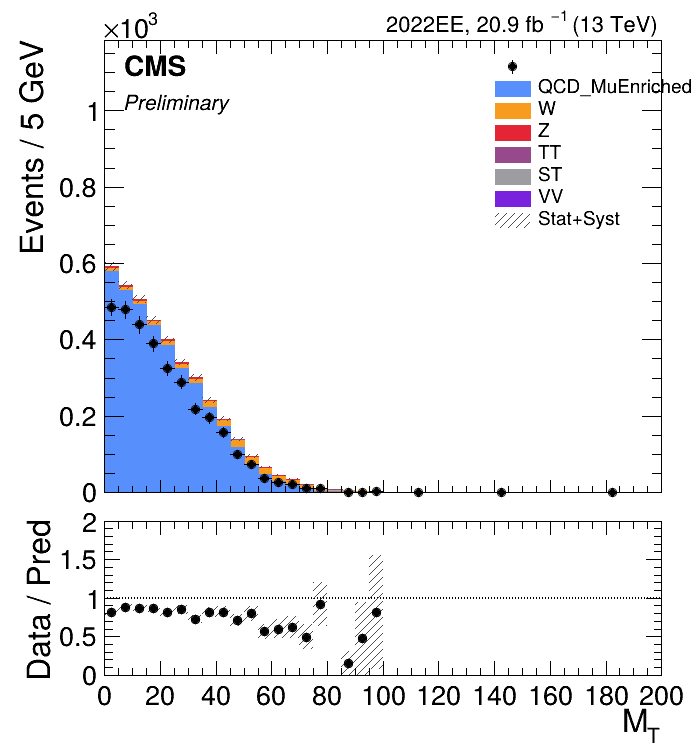 ×10³
2022EE, 20.9 fb ⁻¹ (13 TeV)
CMS
Preliminary
QCD_MuEnriched
W
Z
TT
ST
VV
Stat+Syst
Events / 5 GeV
1
0.8
0.6
0.4
0.2
0
Data / Pred
2
1.5
1
0.5
0
0 20 40 60 80 100 120 140 160 180 200
M_T